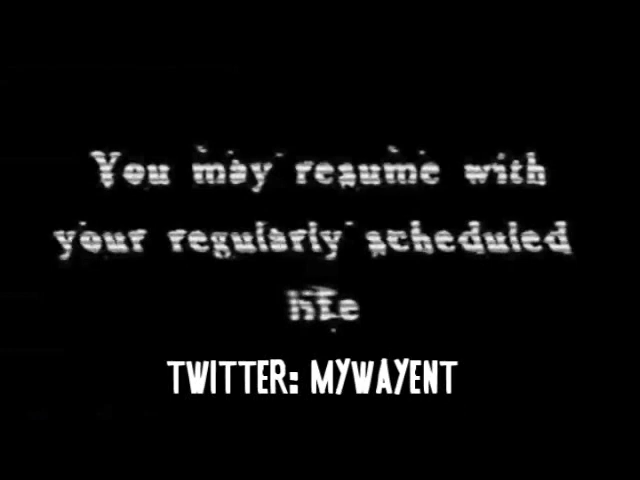 You may resume with
your regularly scheduled
life
TWITTER: MYWAYENT